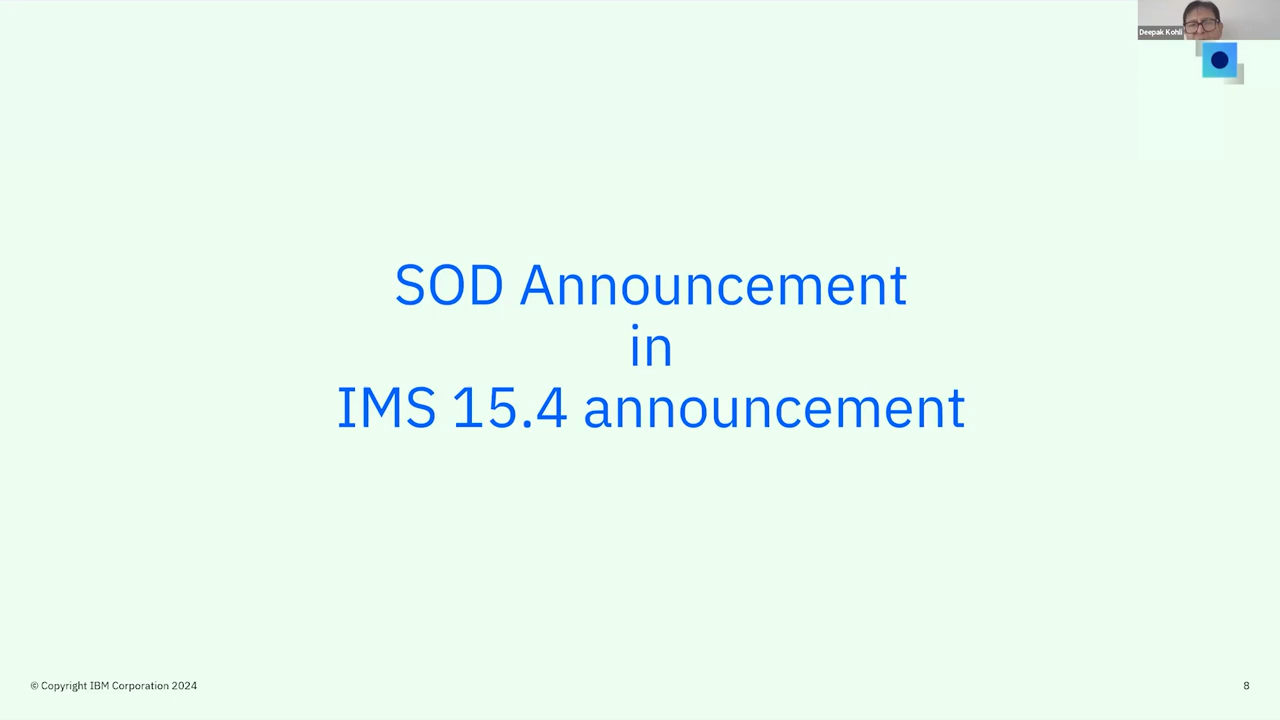 Deepak Kohli
SOD Announcement
in
IMS 15.4 announcement
© Copyright IBM Corporation 2024
8